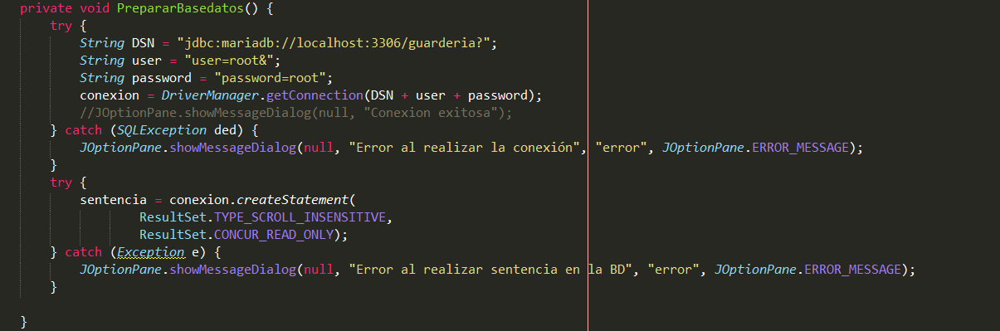 private void PrepararBasedatos() {
try {
String DSN = "jdbc:mariadb://localhost:3306/guarderia?";
String user = "user=root&";
String password = "password=root";
conexion = DriverManager.getConnection(DSN + user + password);
//JOptionPane.showMessageDialog(null, "Conexion exitosa");
} catch (SQLException ded) {
JOptionPane.showMessageDialog(null, "Error al realizar la conexión", "error", JOptionPane.ERROR_MESSAGE);
}
try {
sentencia = conexion.createStatement(
ResultSet.TYPE_SCROLL_INSENSITIVE,
ResultSet.CONCUR_READ_ONLY);
} catch (Exception e) {
JOptionPane.showMessageDialog(null, "Error al realizar sentencia en la BD", "error", JOptionPane.ERROR_MESSAGE);
}
}